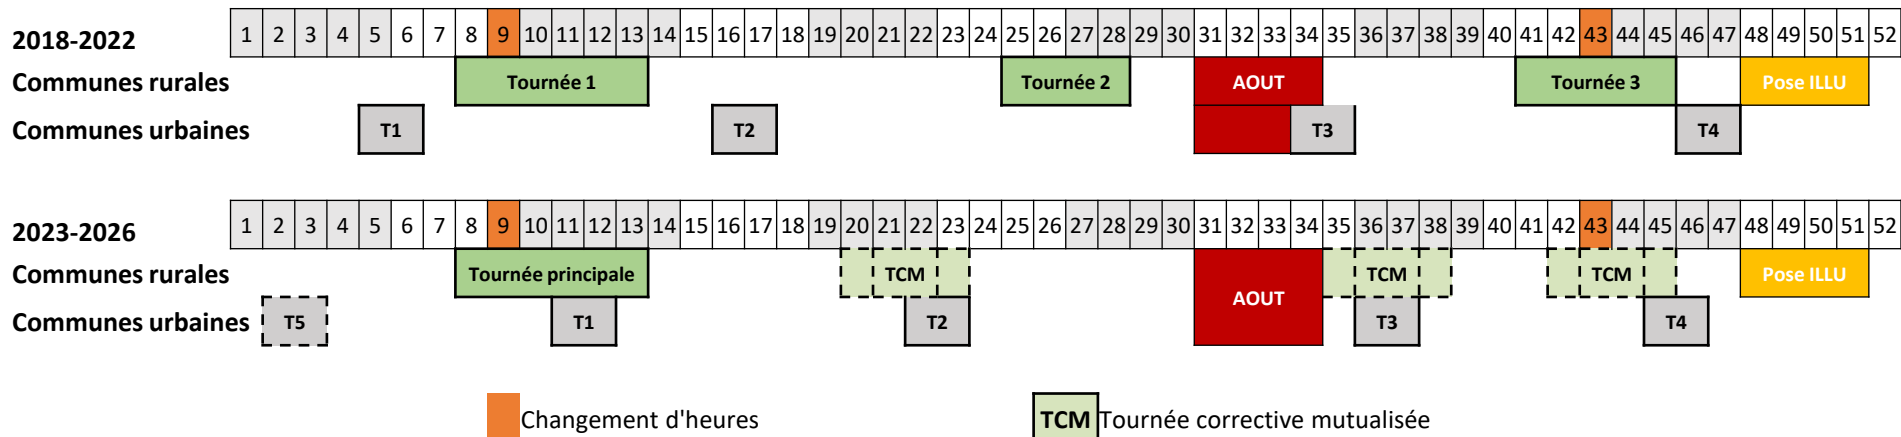 2018-2022 1 2 3 4 5 6 7 8 9 10 11 12 13 14 15 16 17 18 19 20 21 22 23 24 25 26 27 28 29 30 31 32 33 34 35 36 37 38 39 40 41 42 43 44 45 46 47 48 49 50 51 52
Communes rurales Tournée 1 Tournée 2 AOUT Tournée 3 Pose ILLU
Communes urbaines T1 T2 T3 T4
2023-2026 1 2 3 4 5 6 7 8 9 10 11 12 13 14 15 16 17 18 19 20 21 22 23 24 25 26 27 28 29 30 31 32 33 34 35 36 37 38 39 40 41 42 43 44 45 46 47 48 49 50 51 52
Communes rurales Tournée principale TCM AOUT TCM TCM Pose ILLU
Communes urbaines T5 T1 T2 T3 T4
Changement d'heures TCM Tournée corrective mutualisée